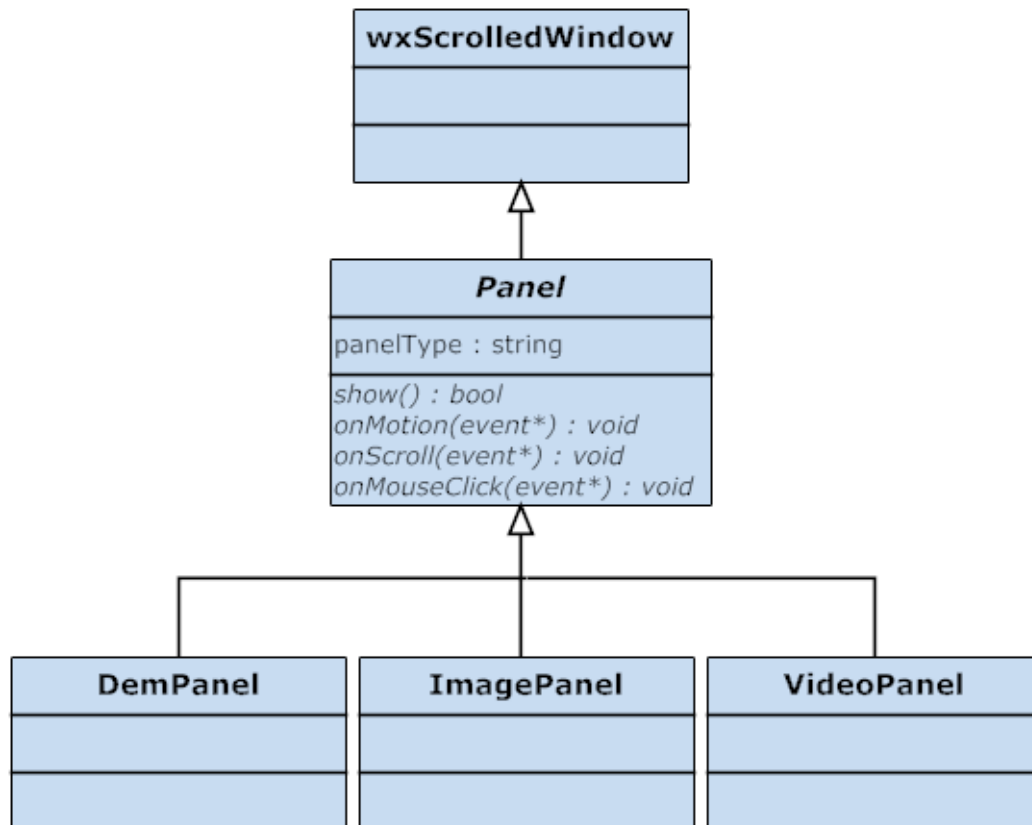 wxScrolledWindow
Panel
panelType : string
show() : bool
onMotion(event*) : void
onScroll(event*) : void
onMouseClick(event*) : void
DemPanel
ImagePanel
VideoPanel